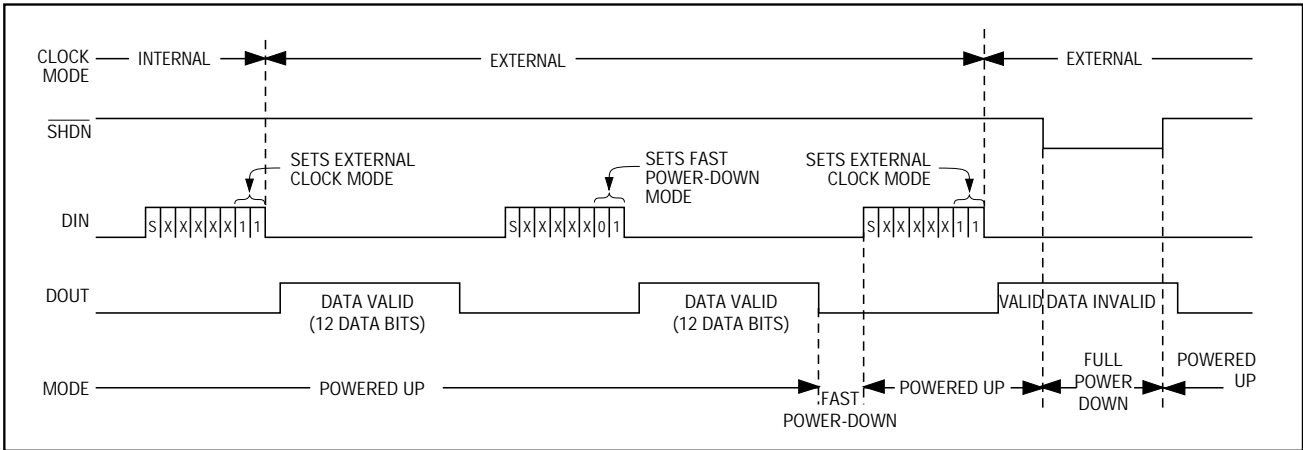 CLOCK MODE INTERNAL EXTERNAL EXTERNAL
SHDN
SETS EXTERNAL CLOCK MODE
SETS FAST POWER-DOWN MODE
SETS EXTERNAL CLOCK MODE
DIN S X X X X X 1 1 S X X X X X 0 1 S X X X X X 1 1
DOUT DATA VALID (12 DATA BITS) DATA VALID (12 DATA BITS) VALID DATA INVALID
MODE POWERED UP FAST POWER-DOWN POWERED UP FULL POWER DOWN POWERED UP